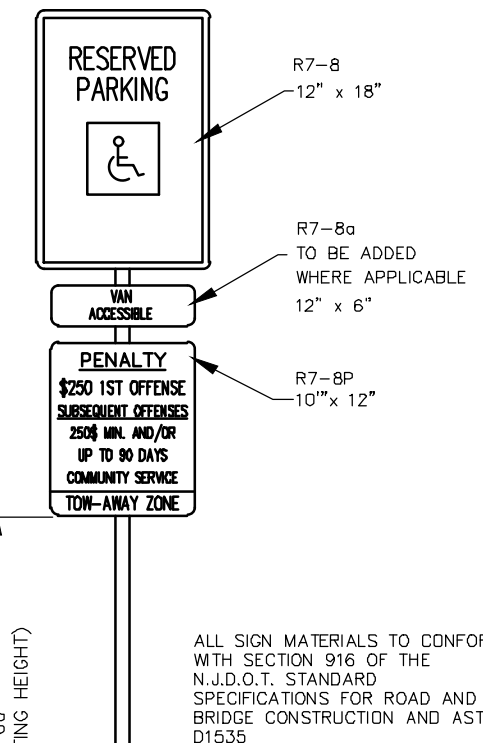 RESERVED
PARKING
R7-8
12" x 18"
R7-8a
TO BE ADDED
WHERE APPLICABLE
12" x 6"
VAN
ACCESSIBLE
PENALTY
$250 1ST OFFENSE
SUBSEQUENT OFFENSES
250$ MIN. AND/OR
UP TO 90 DAYS
COMMUNITY SERVICE
TOW-AWAY ZONE
R7-8P
10'"x 12"
TING HEIGHT)
ALL SIGN MATERIALS TO CONFOR
WITH SECTION 916 OF THE
N.J.D.O.T. STANDARD
SPECIFICATIONS FOR ROAD AND
BRIDGE CONSTRUCTION AND AST
D1535